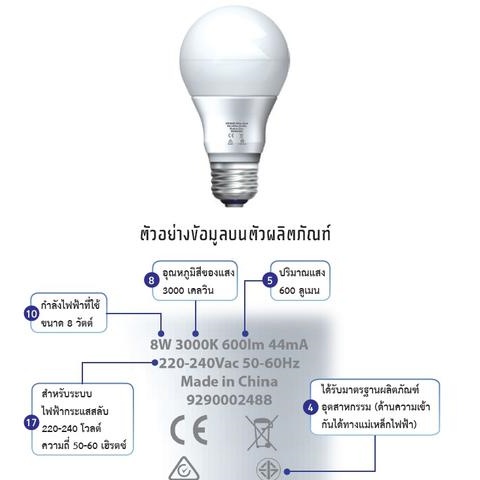 ตัวอย่างข้อมูลบนตัวผลิตภัณฑ์
8
อุณหภูมิสีของแสง
3000 เคลวิน
5
ปริมาณแสง
600 ลูเมน
10
กำลังไฟฟ้าที่ใช้
ขนาด 8 วัตต์
8W 3000K 600lm 44mA
220-240Vac 50-60Hz
Made in China
9290002488
17
สำหรับระบบ
ไฟฟ้ากระแสสลับ
220-240 โวลต์
ความถี่ 50-60 เฮิรตซ์
4
ได้รับมาตรฐานผลิตภัณฑ์
อุตสาหกรรม (ด้านความเข้า
กันได้ทางแม่เหล็กไฟฟ้า)
CE